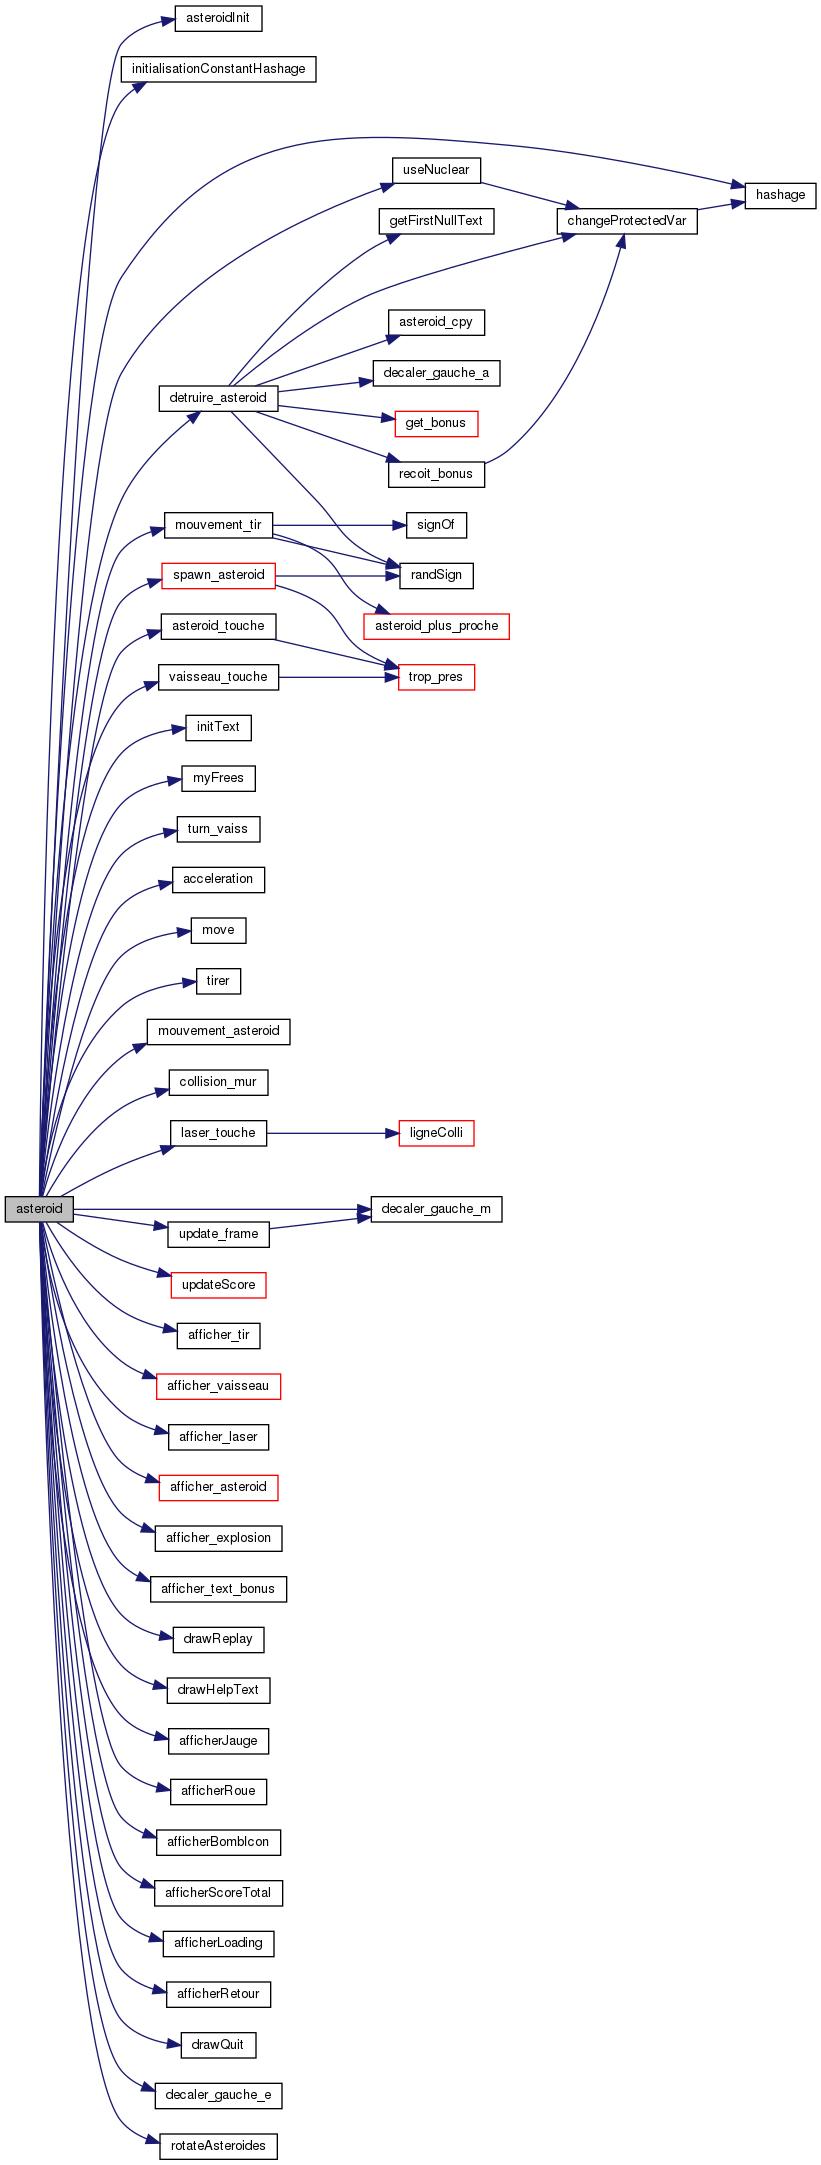 asteroidInit
initialisationConstantHashage
useNuclear
hashage
getFirstNullText
changeProtectedVar
asteroid_cpy
decaler_gauche_a
detruire_asteroid
get_bonus
recoit_bonus
mouvement_tir
signOf
spawn_asteroid
randSign
asteroid_touche
asteroid_plus_proche
vaisseau_touche
trop_pres
initText
myFrees
turn_vaiss
acceleration
move
tirer
mouvement_asteroid
collision_mur
laser_touche
ligneColli
asteroid
decaler_gauche_m
update_frame
updateScore
afficher_tir
afficher_vaisseau
afficher_laser
afficher_asteroid
afficher_explosion
afficher_text_bonus
drawReplay
drawHelpText
afficherJauge
afficherRoue
afficherBombIcon
afficherScoreTotal
afficherLoading
afficherRetour
drawQuit
decaler_gauche_e
rotateAsteroides